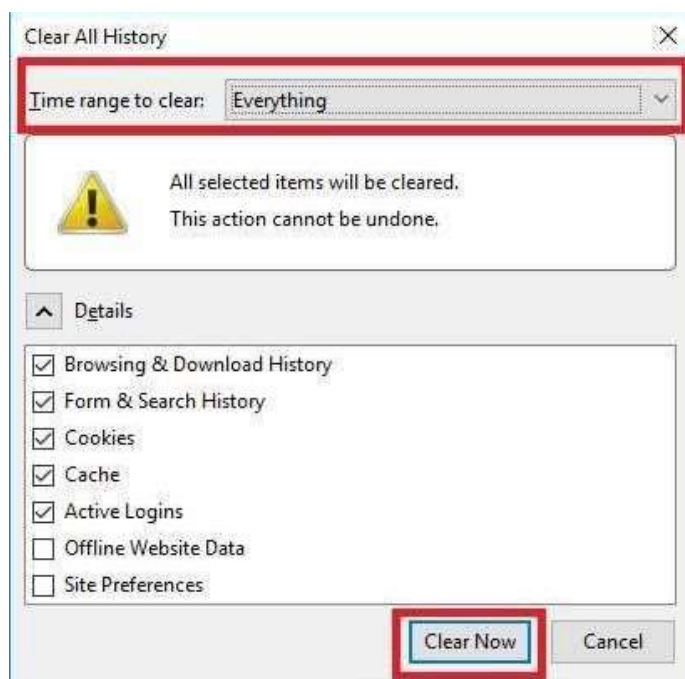 Clear All History
Time range to clear: Everything
All selected items will be cleared.
This action cannot be undone.
Details
Browsing & Download History
Form & Search History
Cookies
Cache
Active Logins
Offline Website Data
Site Preferences
Clear Now Cancel